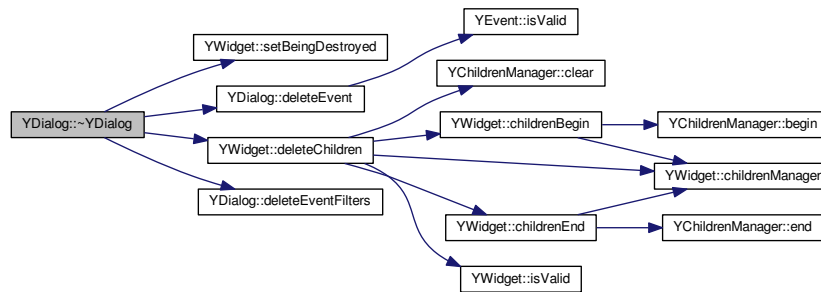 YDialog::~YDialog
YWidget::setBeingDestroyed
YDialog::deleteEvent
YWidget::deleteChildren
YDialog::deleteEventFilters
YEvent::isValid
YChildrenManager::clear
YWidget::childrenBegin
YWidget::childrenEnd
YWidget::isValid
YChildrenManager::begin
YWidget::childrenManager
YChildrenManager::end